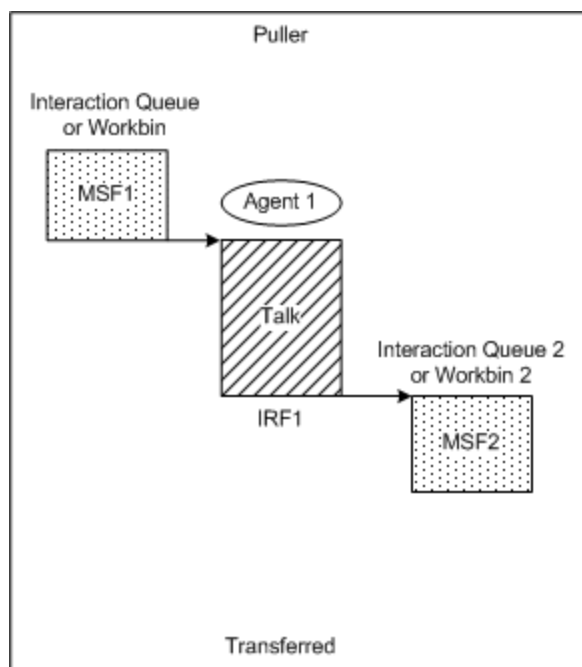 Puller
Interaction Queue
or Workbin
MSF1
Agent 1
Talk
Interaction Queue 2
or Workbin 2
IRF1
MSF2
Transferred